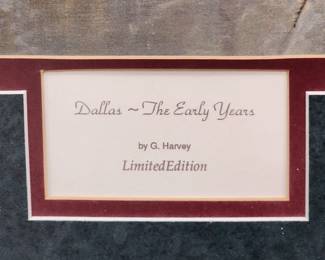 Dallas ~ The Early Years
by G. Harvey
LimitedEdition